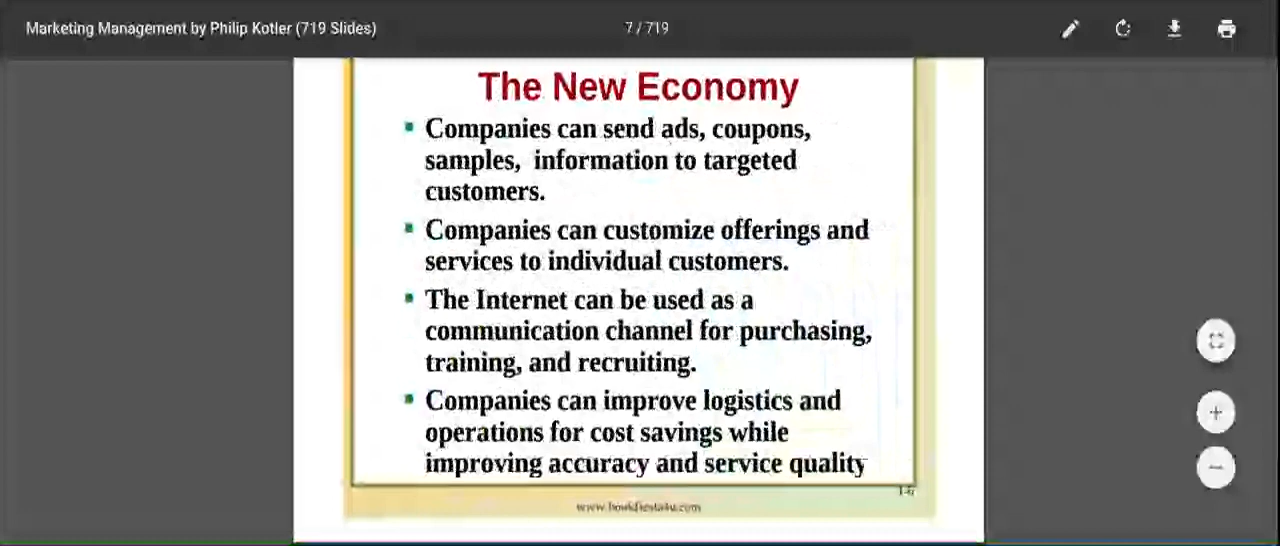 Marketing Management by Philip Kotler (719 Slides)
7 / 719
The New Economy
Companies can send ads, coupons,
samples, information to targeted
customers.
Companies can customize offerings and
services to individual customers.
The Internet can be used as a
communication channel for purchasing,
training, and recruiting.
Companies can improve logistics and
operations for cost savings while
improving accuracy and service quality